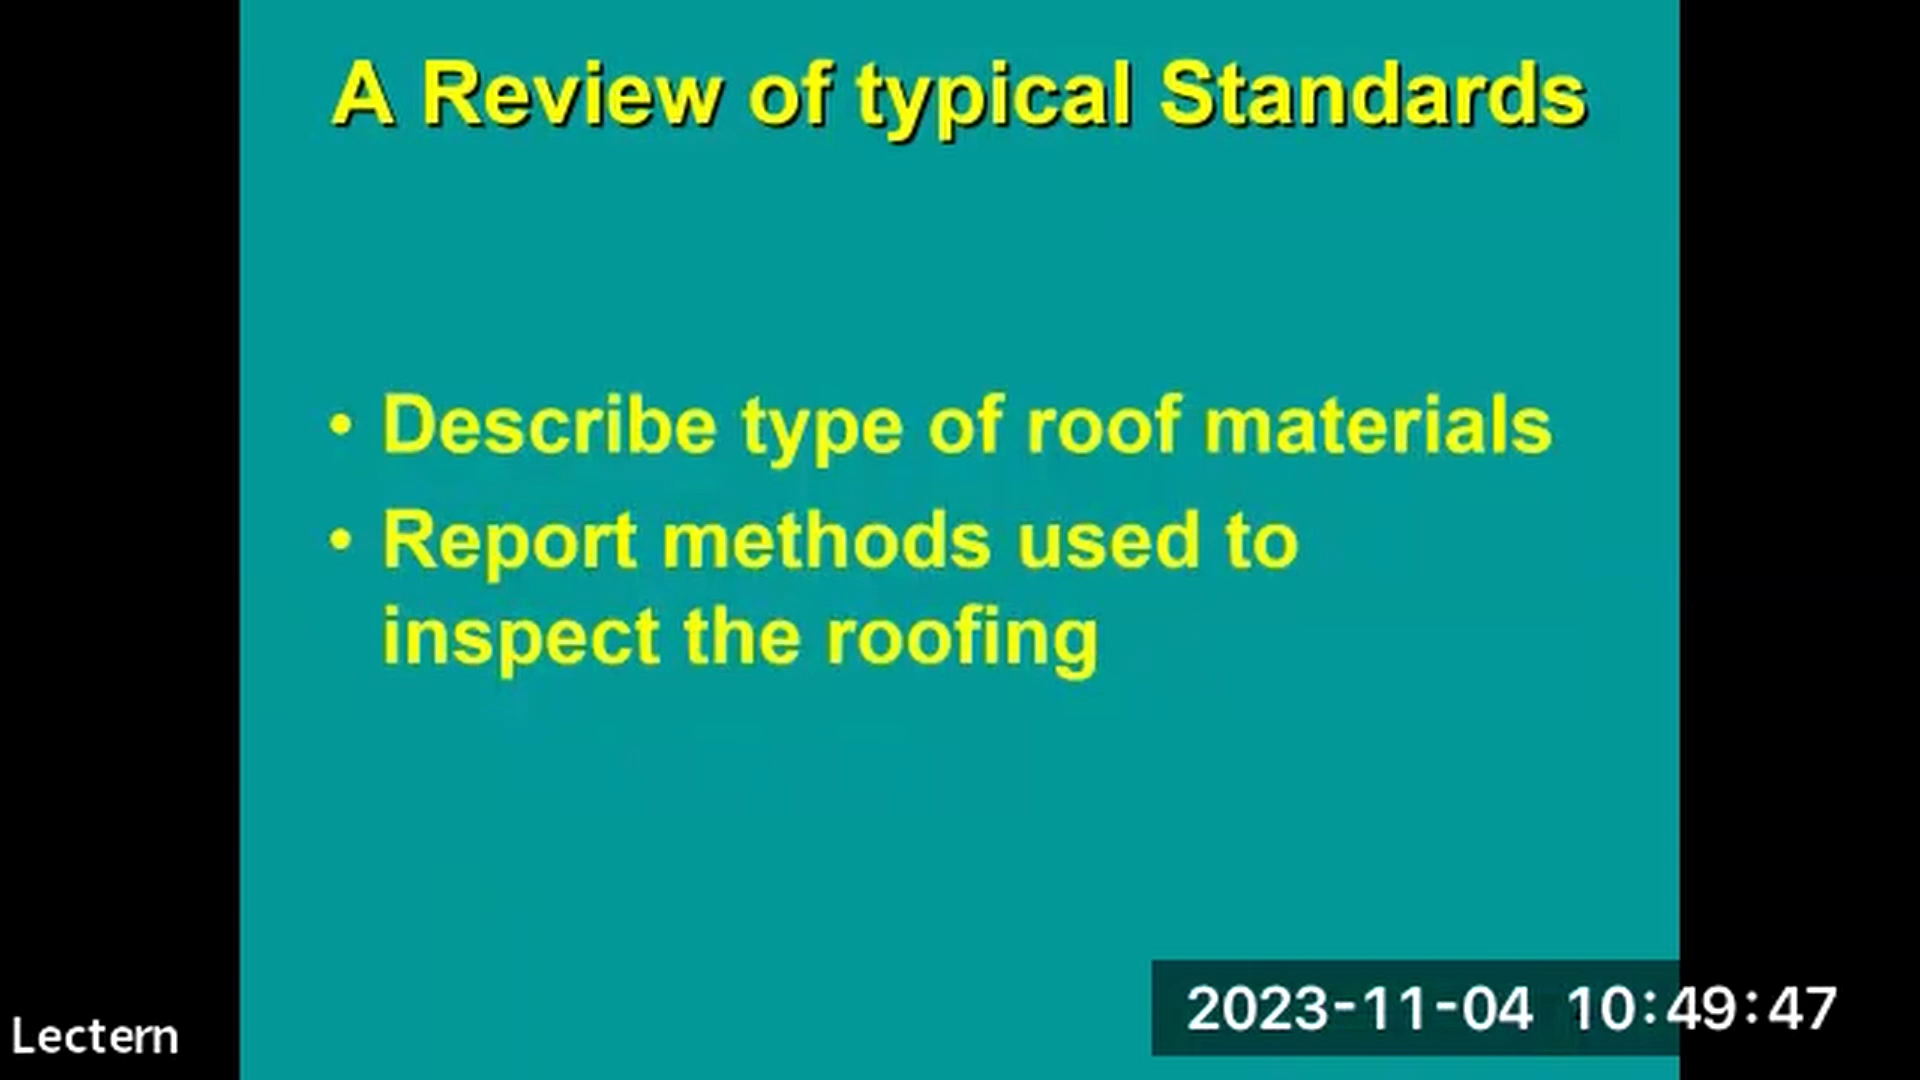 A Review of typical Standards
• Describe type of roof materials
• Report methods used to
inspect the roofing
2023-11-04 10:49:47
Lectern